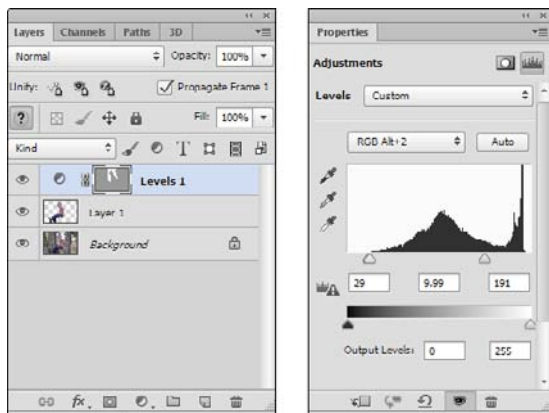 Layers Channels Paths 3D
Normal Opacity: 100%
Unify: Propagate Frame 1
? Fill: 100%
Kind T
Levels 1
Layer 1
Background
fx
Properties
Adjustments
Levels Custom
RGB Alt+2 Auto
29 9.99 191
Output Levels: 0 255